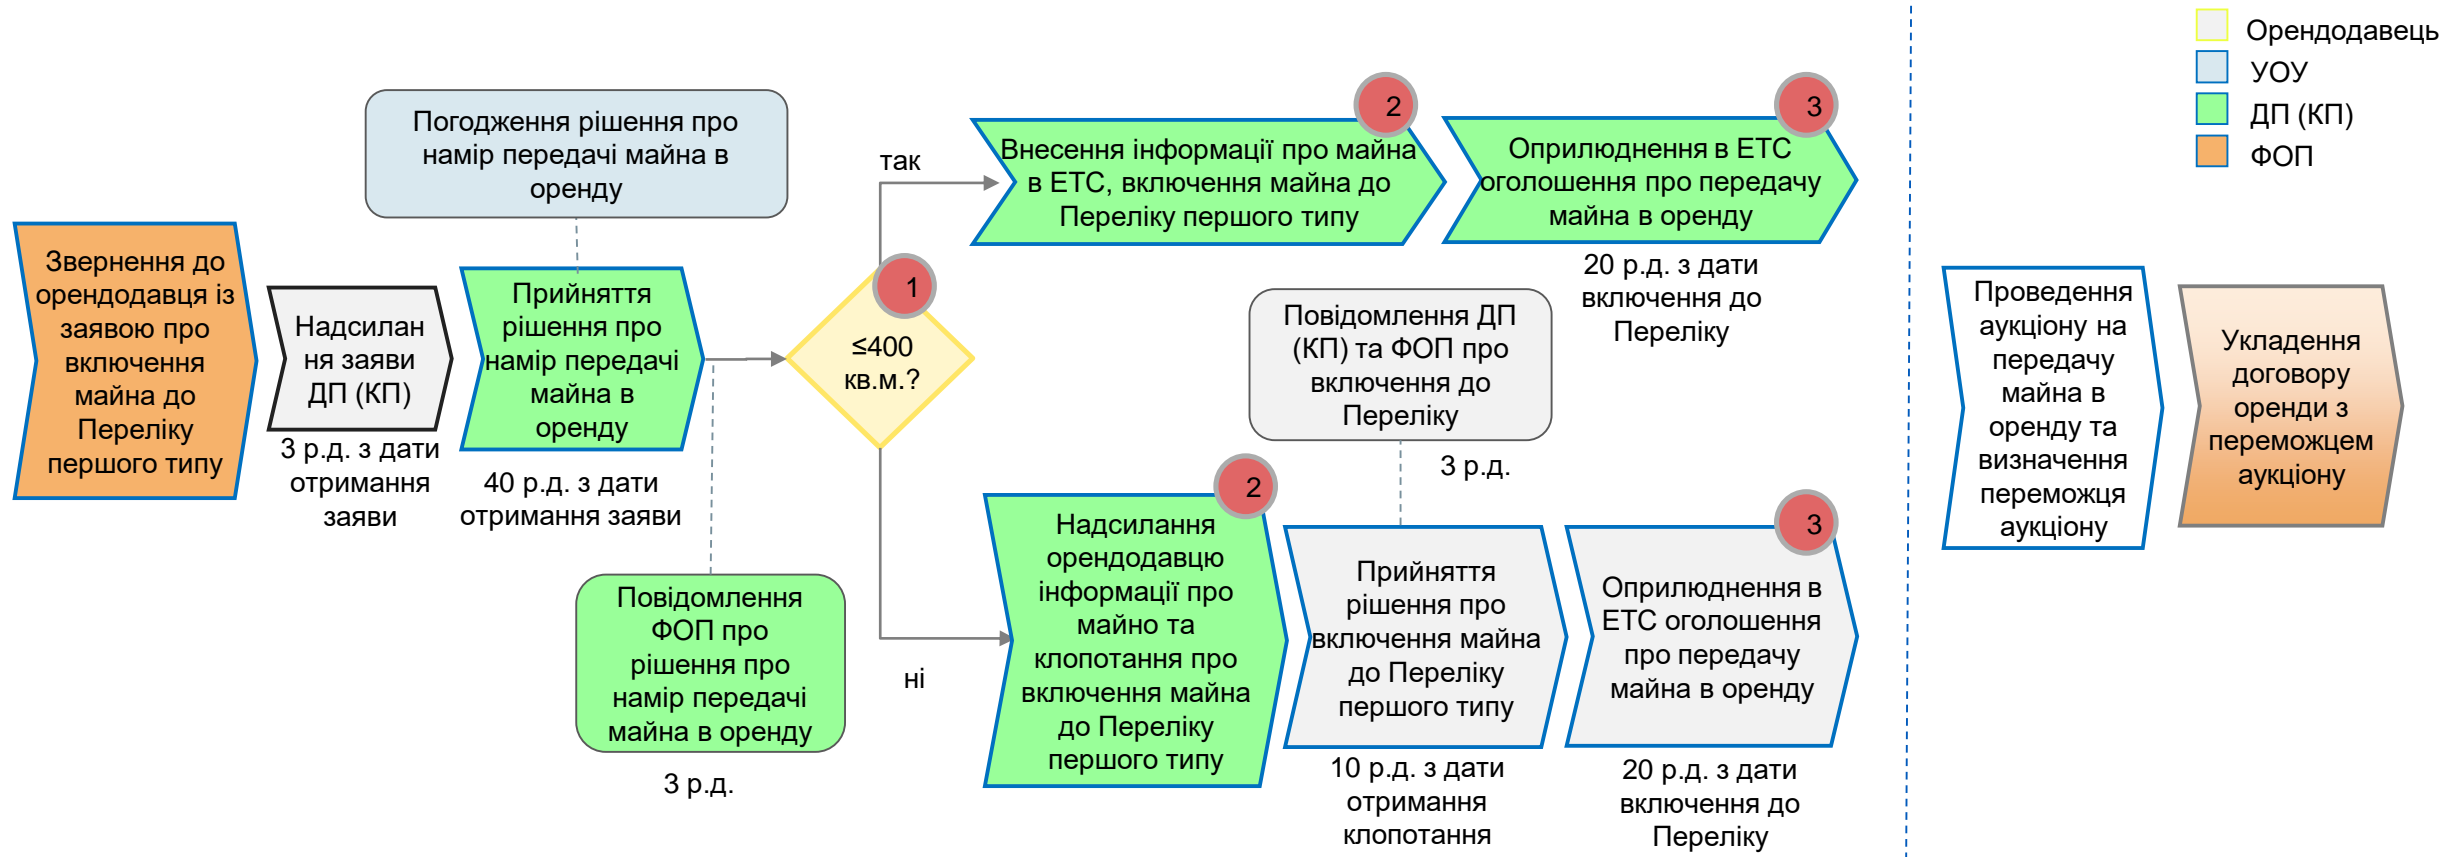 Орендодавець
УОУ
ДП (КП)
ФОП
Звернення до
орендодавця із
заявою про
включення
майна до
Переліку
першого типу
Надсилан
ня заяви
ДП (КП)
3 р.д. з дати
отримання
заяви
Погодження рішення про
намір передачі майна в
оренду
Прийняття
рішення про
намір передачі
майна в
оренду
40 р.д. з дати
отримання заяви
Повідомлення
ФОП про
рішення про
намір передачі
майна в оренду
3 р.д.
1
≤400
кв.м.?
так
2
Внесення інформації про майна
в ЕТС, включення майна до
Переліку першого типу
3
Оприлюднення в ЕТС
оголошення про передачу
майна в оренду
20 р.д. з дати
включення до
Переліку
ні
2
Надсилання
орендодавцю
інформації про
майно та
клопотання про
включення майна
до Переліку
першого типу
Повідомлення ДП
(КП) та ФОП про
включення до
Переліку
3 р.д.
Прийняття
рішення про
включення майна
до Переліку
першого типу
10 р.д. з дати
отримання
клопотання
3
Оприлюднення в
ЕТС оголошення
про передачу
майна в оренду
20 р.д. з дати
включення до
Переліку
Проведення
аукціону на
передачу
майна в
оренду та
визначення
переможця
аукціону
Укладення
договору
оренди з
переможцем
аукціону